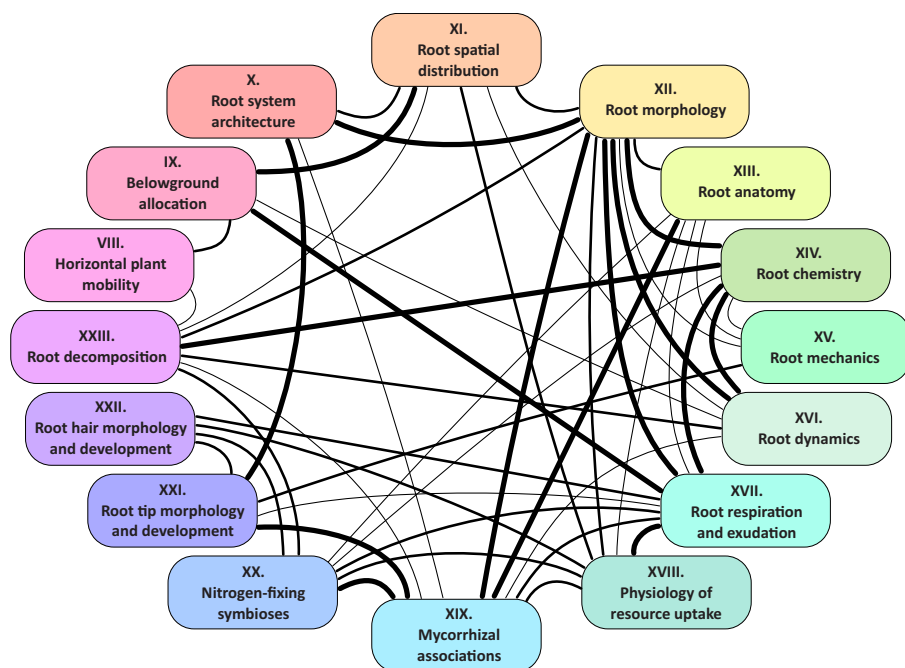 XI.
Root spatial
distribution
X.
Root system
architecture
XII.
Root morphology
IX.
Belowground
allocation
XIII.
Root anatomy
VIII.
Horizontal plant
mobility
XIV.
Root chemistry
XXIII.
Root decomposition
XV.
Root mechanics
XXII.
Root hair morphology
and development
XVI.
Root dynamics
XXI.
Root tip morphology
and development
XVII.
Root respiration
and exudation
XX.
Nitrogen-fixing
symbioses
XVIII.
Physiology of
resource uptake
XIX.
Mycorrhizal
associations